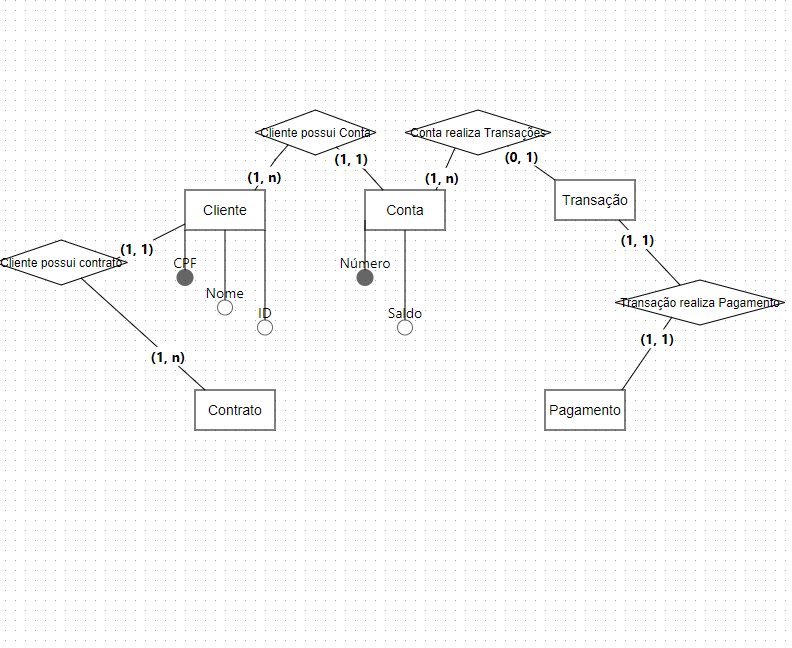 Cliente possui Conta
Conta realiza Transações
(1, 1)
(0, 1)
(1, n)
(1, n)
Cliente
Conta
Transação
(1, 1)
(1, 1)
Cliente possui contrato
CPF
Número
Nome
ID
Saldo
Transação realiza Pagamento
(1, 1)
(1, n)
Contrato
Pagamento